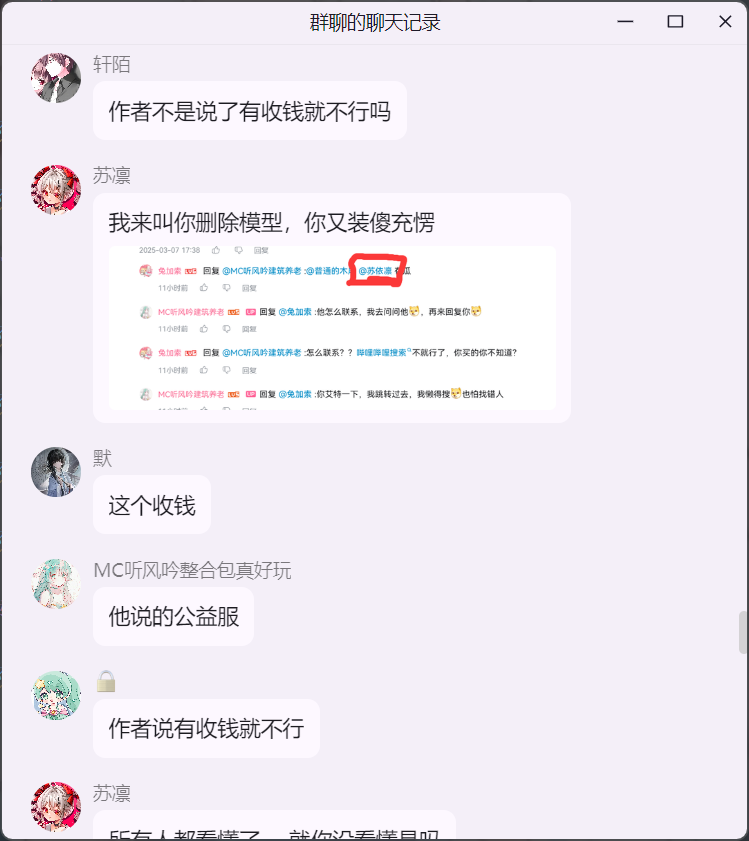 群聊的聊天记录
轩陌
作者不是说了有收钱就不行吗
苏凛
我来叫你删除模型，你又装傻充愣
2025-03-07 17:38 回复
兔加索 回复 @MC听风吟建筑养老 :@普通的木 @苏依凛 有瓜
11小时前 回复
MC听风吟建筑养老 UP 回复 @兔加索 :他怎么联系，我去问问他，再来回复你
11小时前 回复
兔加索 回复 @MC听风吟建筑养老 :怎么联系？？哔哩哔哩搜索不就行了，你买的你不知道？
11小时前 回复
MC听风吟建筑养老 UP 回复 @兔加索 :你艾特一下，我跳转过去，我懒得搜也怕找错人
11小时前 回复
默
这个收钱
MC听风吟整合包真好玩
他说的公益服
作者说有收钱就不行
苏凛
所有人都看懂了，就你没看懂是吗